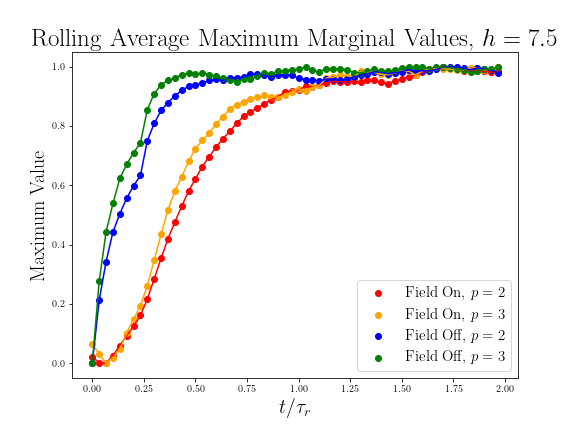 Rolling Average Maximum Marginal Values, $h = 7.5$
Maximum Value
1.0
0.8
0.6
0.4
0.2
0.0
Field On, $p = 2$
Field On, $p = 3$
Field Off, $p = 2$
Field Off, $p = 3$
0.00 0.25 0.50 0.75 1.00 1.25 1.50 1.75 2.00
$t/\tau_r$